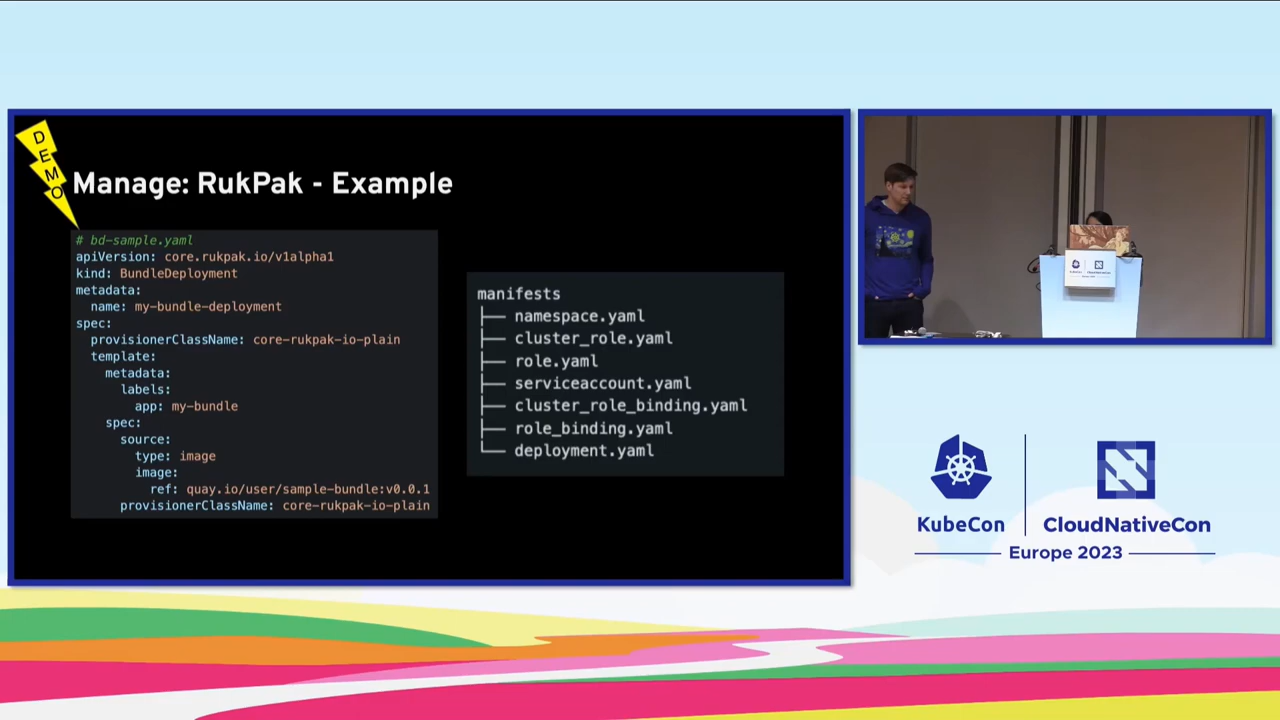 DEMO
Manage: RukPak - Example
# bd-sample.yaml
apiVersion: core.rukpak.io/v1alpha1
kind: BundleDeployment
metadata:
  name: my-bundle-deployment
spec:
  provisionerClassName: core-rukpak-io-plain
  template:
    metadata:
      labels:
        app: my-bundle
    spec:
      source:
        type: image
        image:
          ref: quay.io/user/sample-bundle:v0.0.1
      provisionerClassName: core-rukpak-io-plain
manifests
├── namespace.yaml
├── cluster_role.yaml
├── role.yaml
├── serviceaccount.yaml
├── cluster_role_binding.yaml
├── role_binding.yaml
└── deployment.yaml
KubeCon
CloudNativeCon
Europe 2023